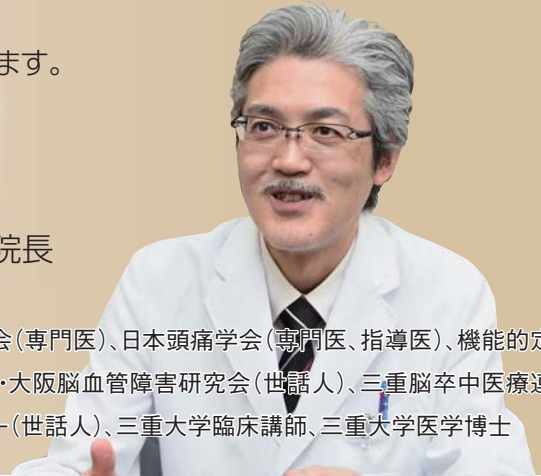 ます。
院長
会（専門医）、日本頭痛学会（専門医、指導医）、機能的定
・大阪脳血管障害研究会（世話人）、三重脳卒中医療連
ー（世話人）、三重大学臨床講師、三重大学医学博士